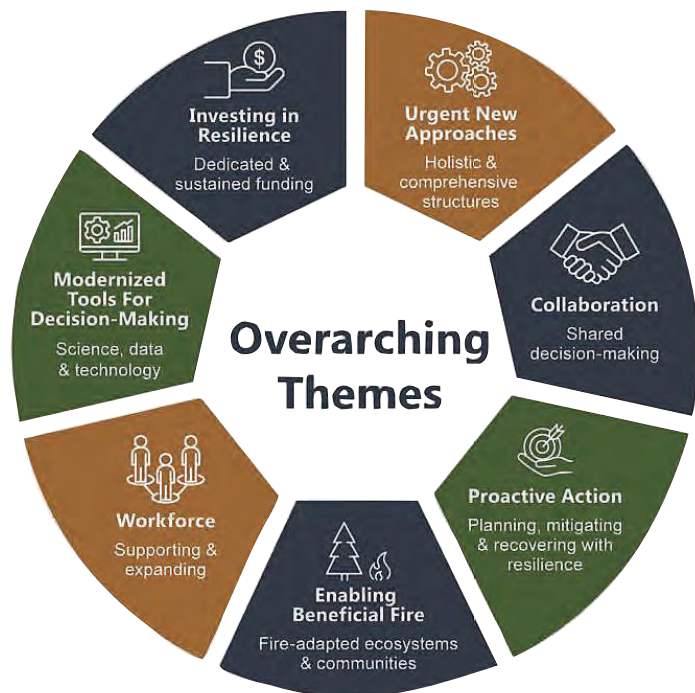 Overarching
Themes
Urgent New
Approaches
Holistic &
comprehensive
structures
Collaboration
Shared
decision-making
Proactive Action
Planning, mitigating
& recovering with
resilience
Enabling
Beneficial Fire
Fire-adapted ecosystems
& communities
Workforce
Supporting &
expanding
Modernized
Tools For
Decision-Making
Science, data
& technology
$
Investing in
Resilience
Dedicated &
sustained funding